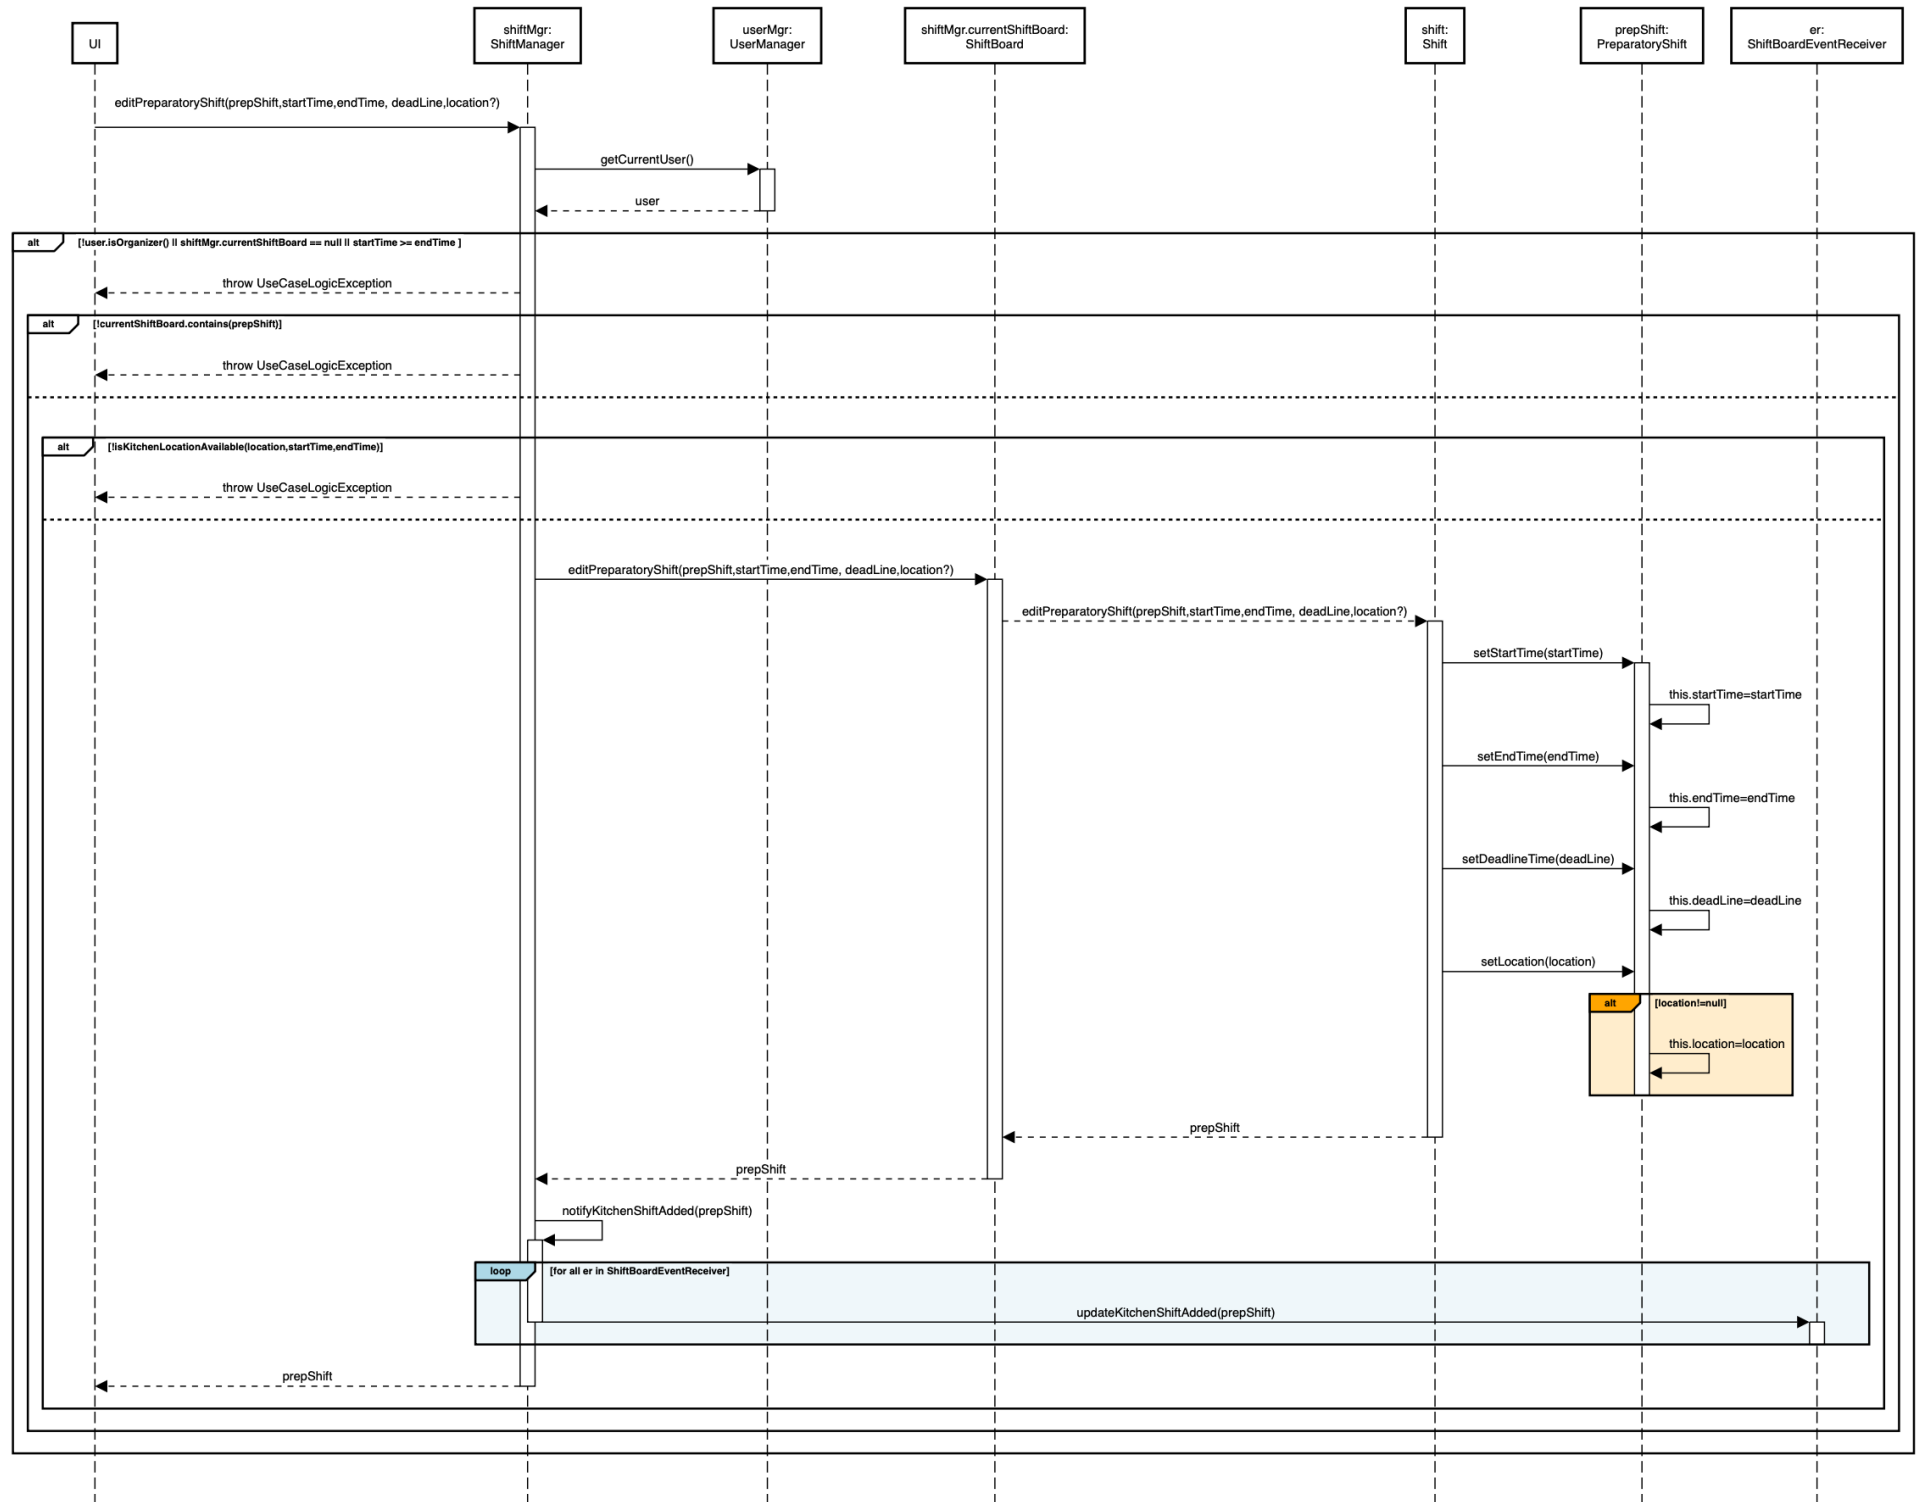 UI
shiftMgr:
ShiftManager
userMgr:
UserManager
shiftMgr.currentShiftBoard:
ShiftBoard
shift:
Shift
prepShift:
PreparatoryShift
er:
ShiftBoardEventReceiver
editPreparatoryShift(prepShift,startTime,endTime, deadLine,location?)
getCurrentUser()
user
alt [!user.isOrganizer() || shiftMgr.currentShiftBoard == null || startTime >= endTime ]
throw UseCaseLogicException
alt [!currentShiftBoard.contains(prepShift)]
throw UseCaseLogicException
alt [!isKitchenLocationAvailable(location,startTime,endTime)]
throw UseCaseLogicException
editPreparatoryShift(prepShift,startTime,endTime, deadLine,location?)
editPreparatoryShift(prepShift,startTime,endTime, deadLine,location?)
setStartTime(startTime)
this.startTime=startTime
setEndTime(endTime)
this.endTime=endTime
setDeadlineTime(deadLine)
this.deadLine=deadLine
setLocation(location)
alt [location!=null]
this.location=location
prepShift
prepShift
notifyKitchenShiftAdded(prepShift)
loop [for all er in ShiftBoardEventReceiver]
updateKitchenShiftAdded(prepShift)
prepShift